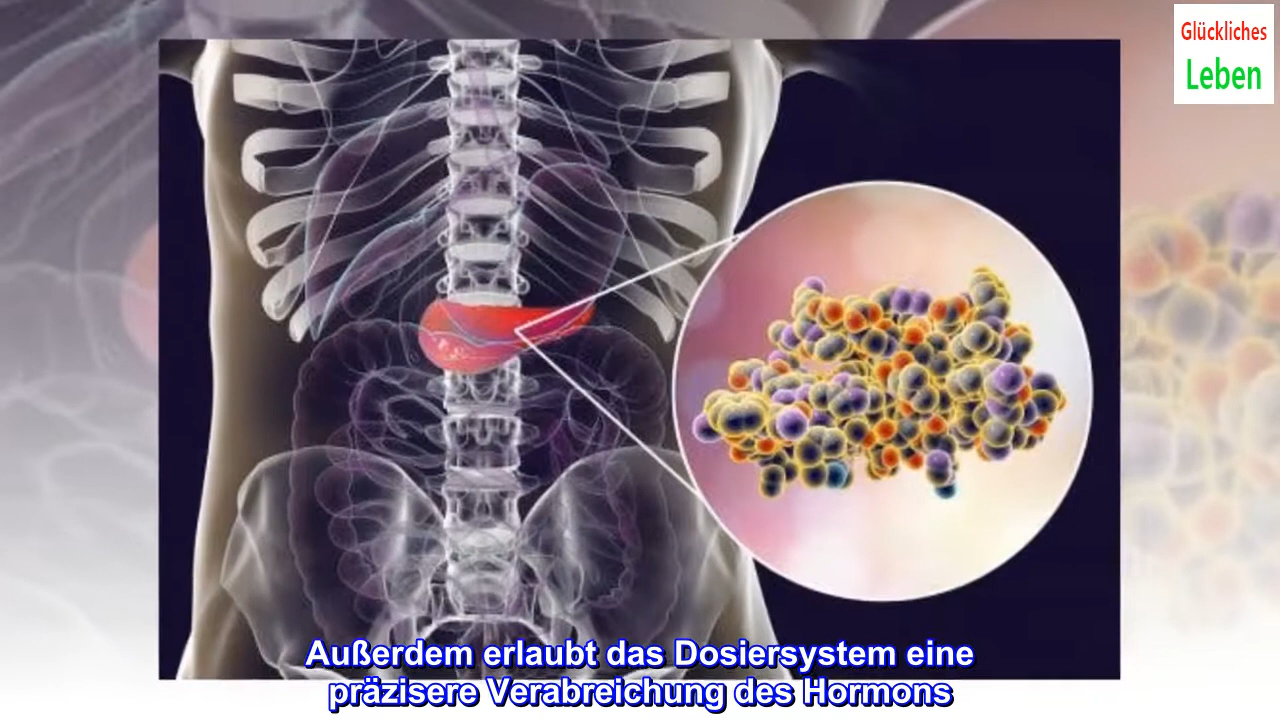 Glückliches
Leben
Außerdem erlaubt das Dosiersystem eine
präzisere Verabreichung des Hormons